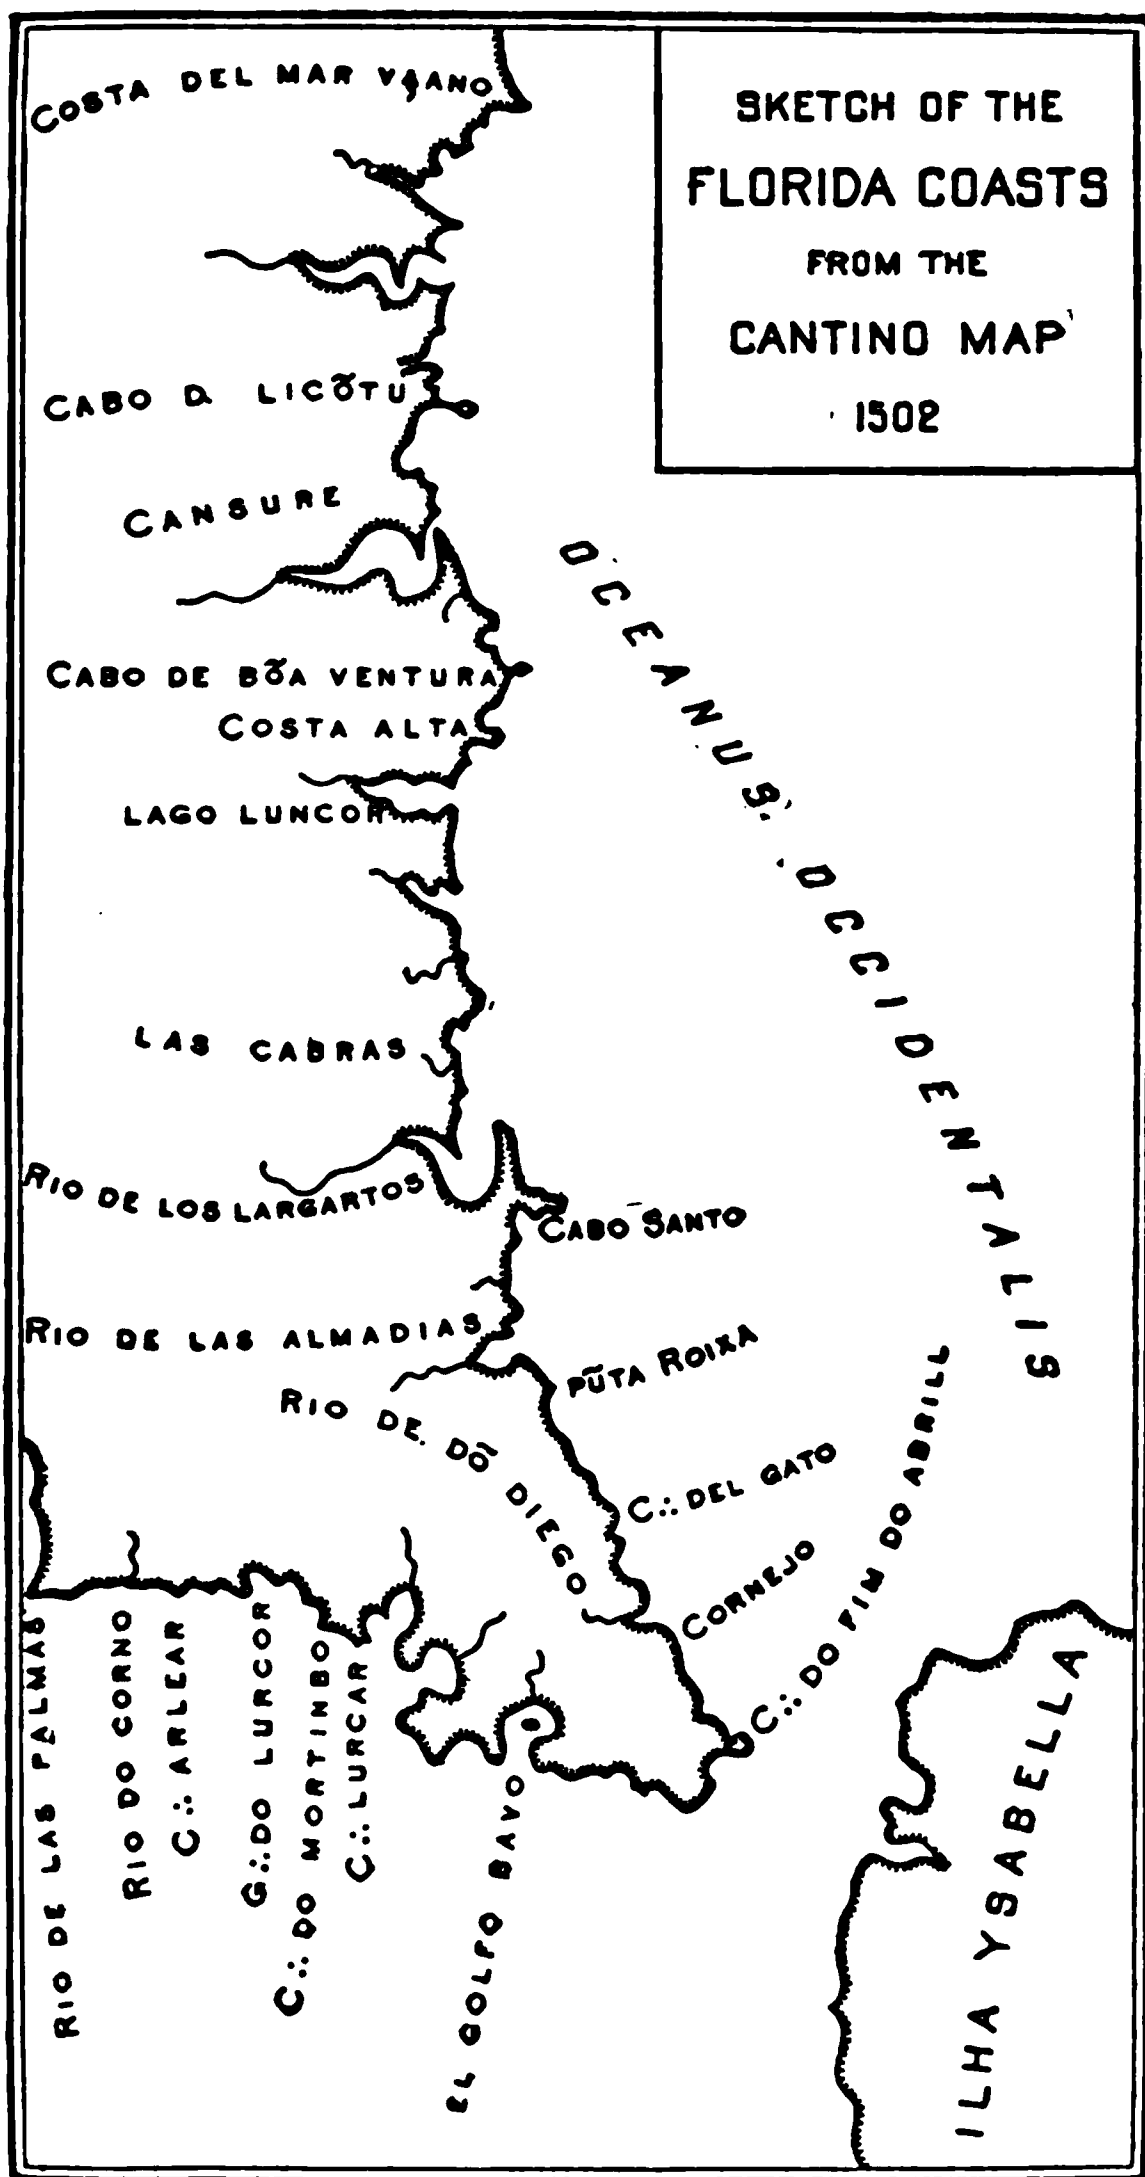 SKETCH OF THE
FLORIDA COASTS
FROM THE
CANTINO MAP
1502
COSTA DEL MAR VÇANO
CABO D. LICÕTU
CANSURE
CABO DE BÕA VENTURA
COSTA ALTA
LAGO LUNCOR
LAS CABRAS
RIO DE LOS LARGARTOS
CABO SANTO
RIO DE LAS ALMADIAS
PŨTA ROIXA
RIO DE. DÕ DIEGO
C∴ DEL GATO
CORNEJO
C∴ DO FIM DO ABRILL
OCEANUS OCCIDENTALIS
RIO DE LAS PALMAS
RIO DO CORNO
C∴ ARLEAR
G∴ DO LURCOR
C∴ DO MORTINBO
C∴ LURCAR
EL GOLFO BAVO
ILHA YSABELLA